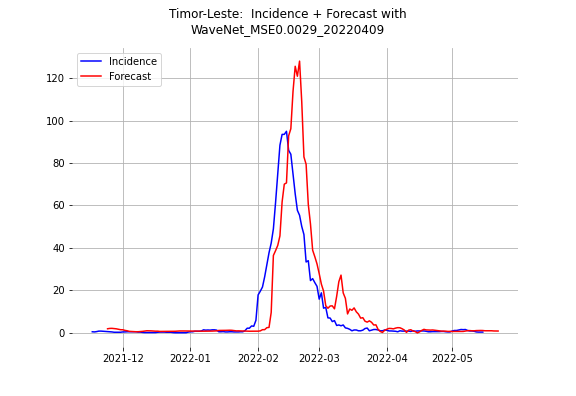 Timor-Leste:  Incidence + Forecast with
WaveNet_MSE0.0029_20220409
Incidence
Forecast
120
100
80
60
40
20
0
2021-12 2022-01 2022-02 2022-03 2022-04 2022-05